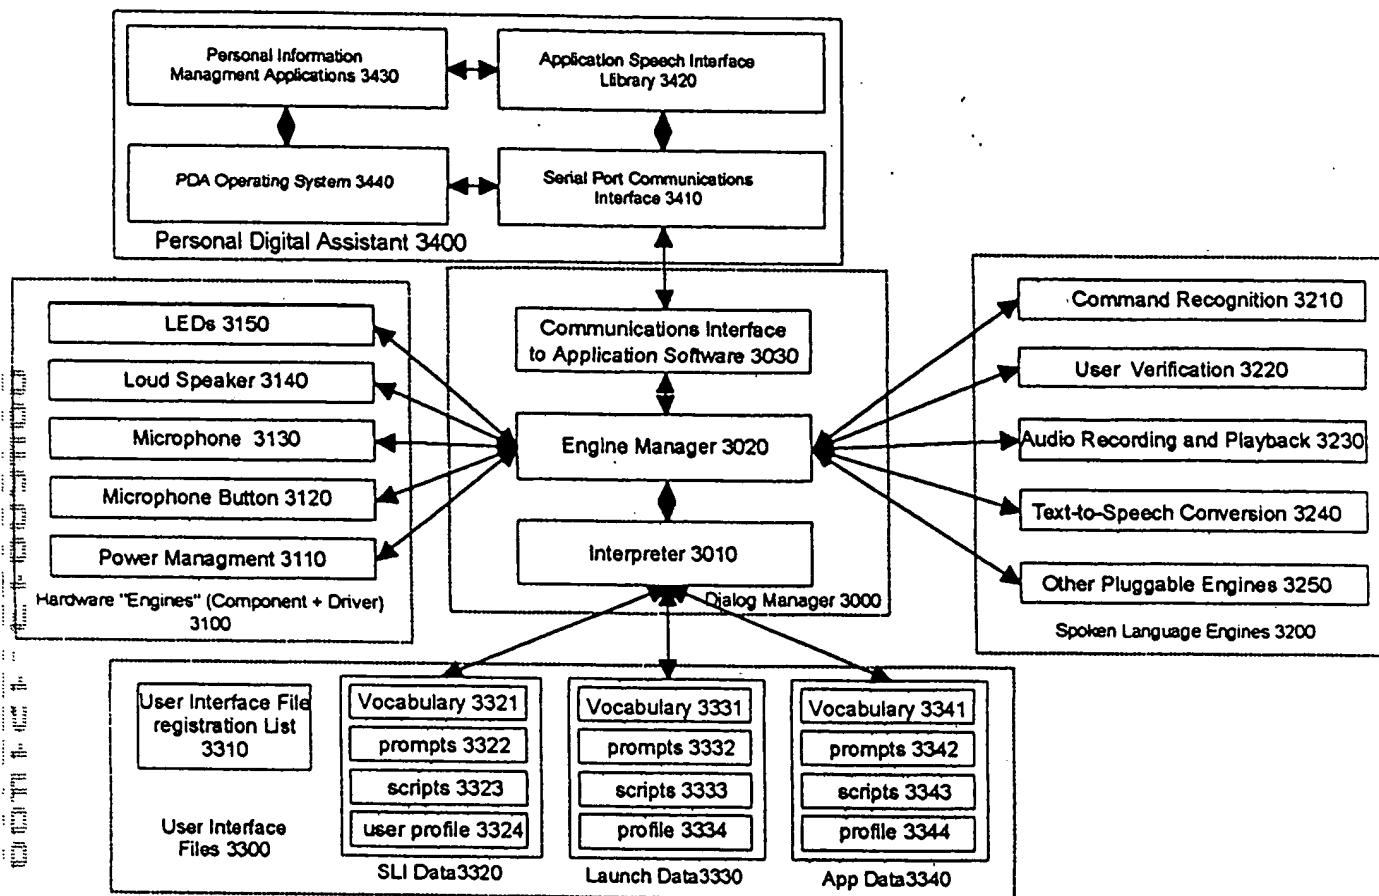 Personal Information
Managment Applications 3430
Application Speech Interface
Library 3420
PDA Operating System 3440
Serial Port Communications
Interface 3410
Personal Digital Assistant 3400
LEDs 3150
Loud Speaker 3140
Microphone 3130
Microphone Button 3120
Power Managment 3110
Hardware "Engines" (Component + Driver)
3100
Communications Interface
to Application Software 3030
Engine Manager 3020
Interpreter 3010
Dialog Manager 3000
Command Recognition 3210
User Verification 3220
Audio Recording and Playback 3230
Text-to-Speech Conversion 3240
Other Pluggable Engines 3250
Spoken Language Engines 3200
User Interface File
registration List
3310
User Interface
Files 3300
Vocabulary 3321
prompts 3322
scripts 3323
user profile 3324
SLI Data3320
Vocabulary 3331
prompts 3332
scripts 3333
profile 3334
Launch Data3330
Vocabulary 3341
prompts 3342
scripts 3343
profile 3344
App Data3340